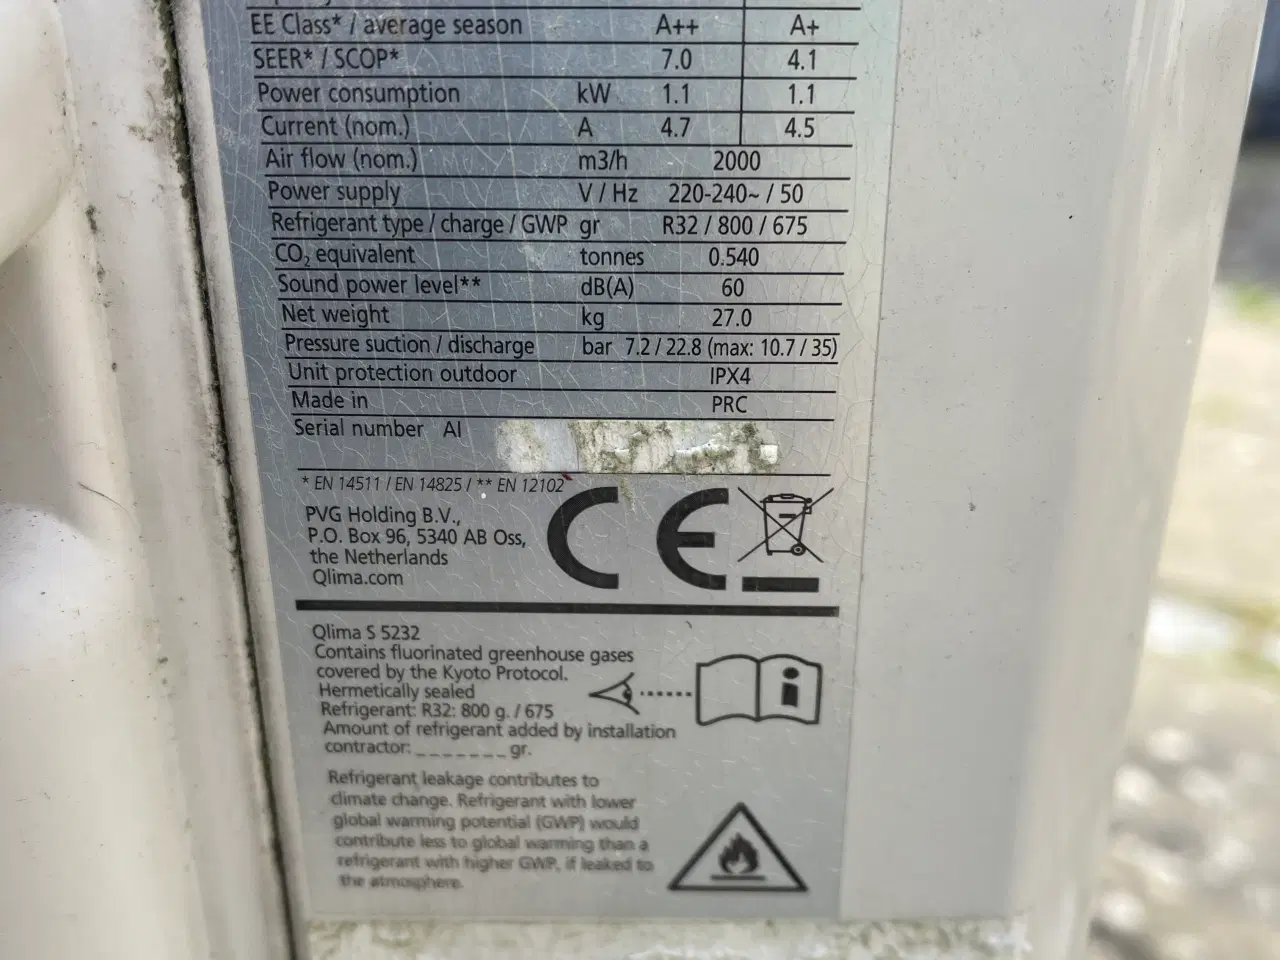 EE Class* / average season A++ A+
SEER* / SCOP* 7.0 4.1
Power consumption kW 1.1 1.1
Current (nom.) A 4.7 4.5
Air flow (nom.) m3/h 2000
Power supply V / Hz 220-240~ / 50
Refrigerant type / charge / GWP gr R32 / 800 / 675
CO₂ equivalent tonnes 0.540
Sound power level** dB(A) 60
Net weight kg 27.0
Pressure suction / discharge bar 7.2 / 22.8 (max: 10.7 / 35)
Unit protection outdoor IPX4
Made in PRC
Serial number AI
* EN 14511 / EN 14825 / ** EN 12102
PVG Holding B.V.,
P.O. Box 96, 5340 AB Oss,
the Netherlands
Qlima.com
CE
Qlima S 5232
Contains fluorinated greenhouse gases
covered by the Kyoto Protocol.
Hermetically sealed
Refrigerant: R32: 800 g. / 675
Amount of refrigerant added by installation
contractor: _ _ _ _ _ _ _ gr.
Refrigerant leakage contributes to
climate change. Refrigerant with lower
global warming potential (GWP) would
contribute less to global warming than a
refrigerant with higher GWP, if leaked to
the atmosphere.